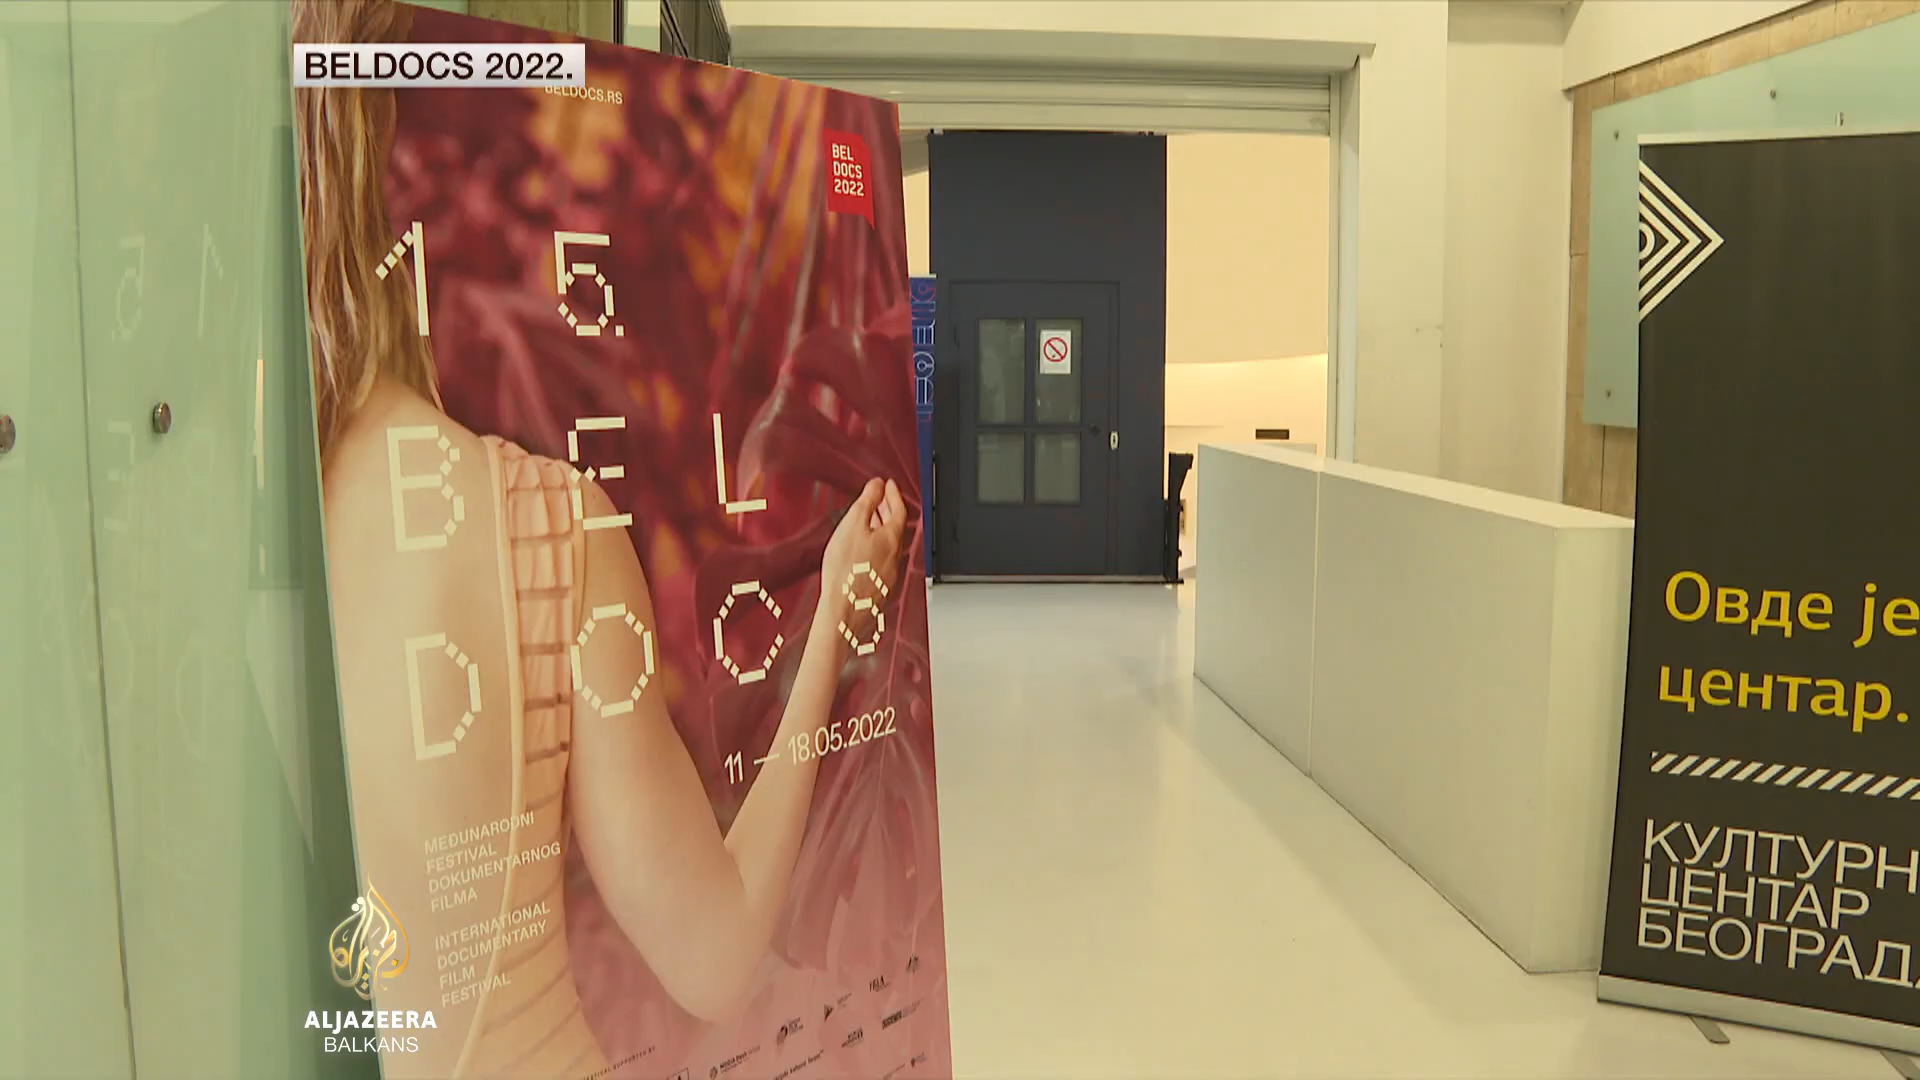 BELDOCS 2022.
BELDOCS.RS
BEL
DOCS
2022
15.
BEL
DOCS
11 — 18.05.2022
MEĐUNARODNI
FESTIVAL
DOKUMENTARNOG
FILMA
INTERNATIONAL
DOCUMENTARY
FILM
FESTIVAL
ALJAZEERA
BALKANS
Овде је
центар.
КУЛТУРН
ЦЕНТАР
БЕОГРАДА